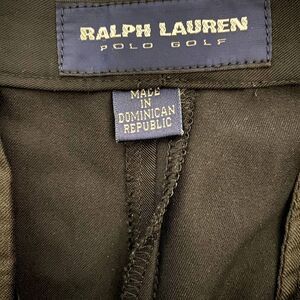 RALPH LAUREN
POLO GOLF
MADE
IN
DOMINICAN
REPUBLIC